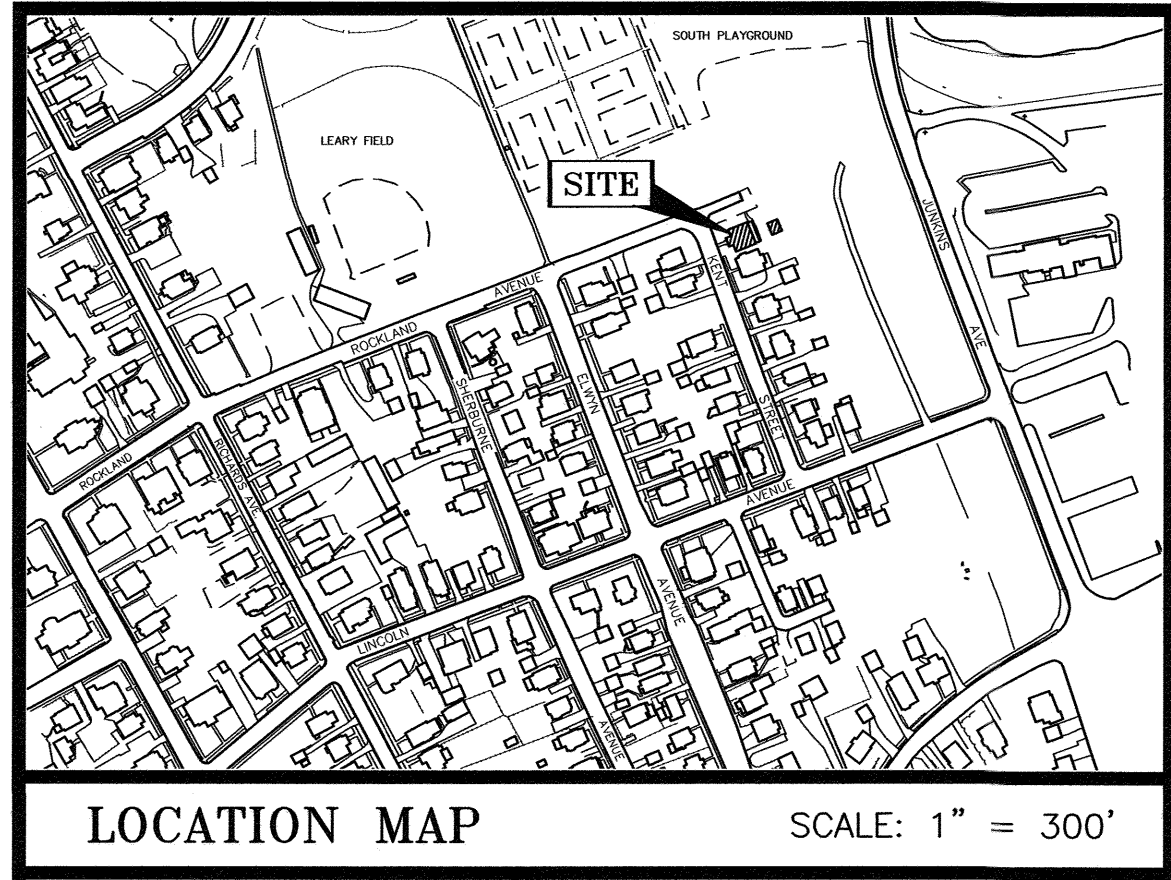 SOUTH PLAYGROUND
LEARY FIELD
SITE
JUNKINS
AVE
KENT
STREET
ROCKLAND
AVENUE
SHERBURNE
AVENUE
ELWYN
AVENUE
ROCKLAND
RICHARDS AVE.
LINCOLN
AVENUE
LOCATION MAP
SCALE: 1" = 300'